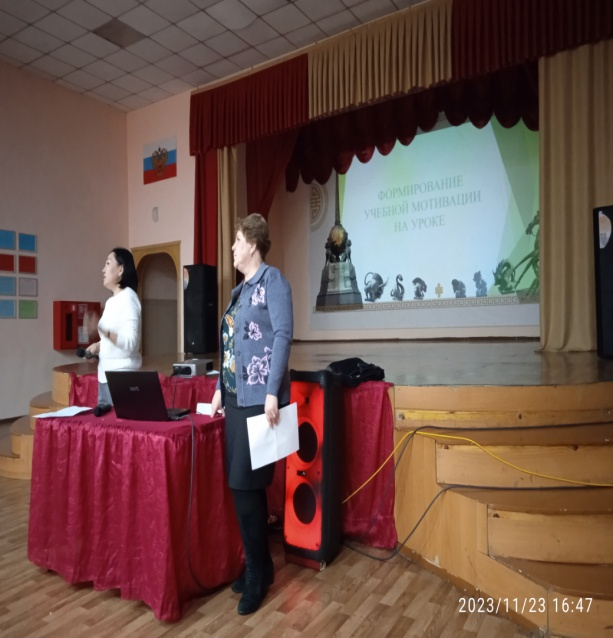 ФОРМИРОВАНИЕ
УЧЕБНОЙ МОТИВАЦИИ
НА УРОКЕ
2023/11/23 16:47